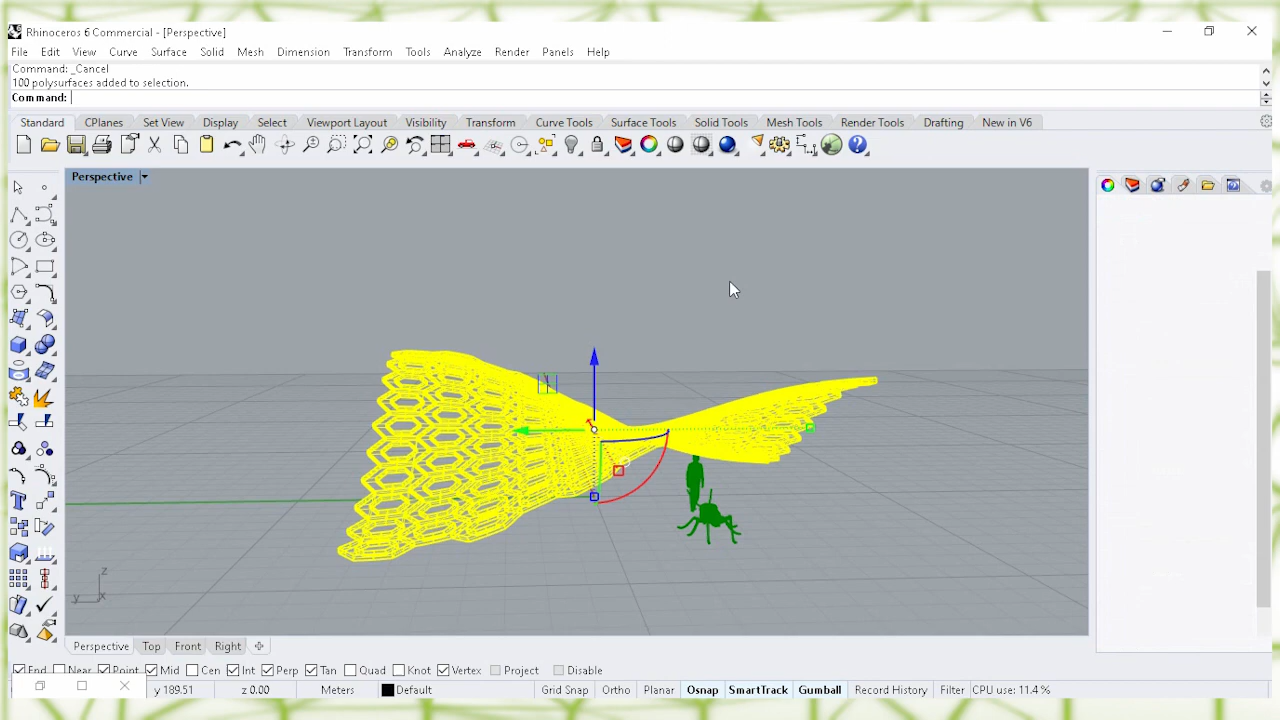 Rhinoceros 6 Commercial - [Perspective]
File Edit View Curve Surface Solid Mesh Dimension Transform Tools Analyze Render Panels Help
Command: _Cancel
100 polysurfaces added to selection.
Command:
Standard CPlanes Set View Display Select Viewport Layout Visibility Transform Curve Tools Surface Tools Solid Tools Mesh Tools Render Tools Drafting New in V6
Perspective
z
y x
Perspective Top Front Right
End Near Point Mid Cen Int Perp Tan Quad Knot Vertex Project Disable
y 189.51 z 0.00 Meters Default Grid Snap Ortho Planar Osnap SmartTrack Gumball Record History Filter CPU use: 11.4 %